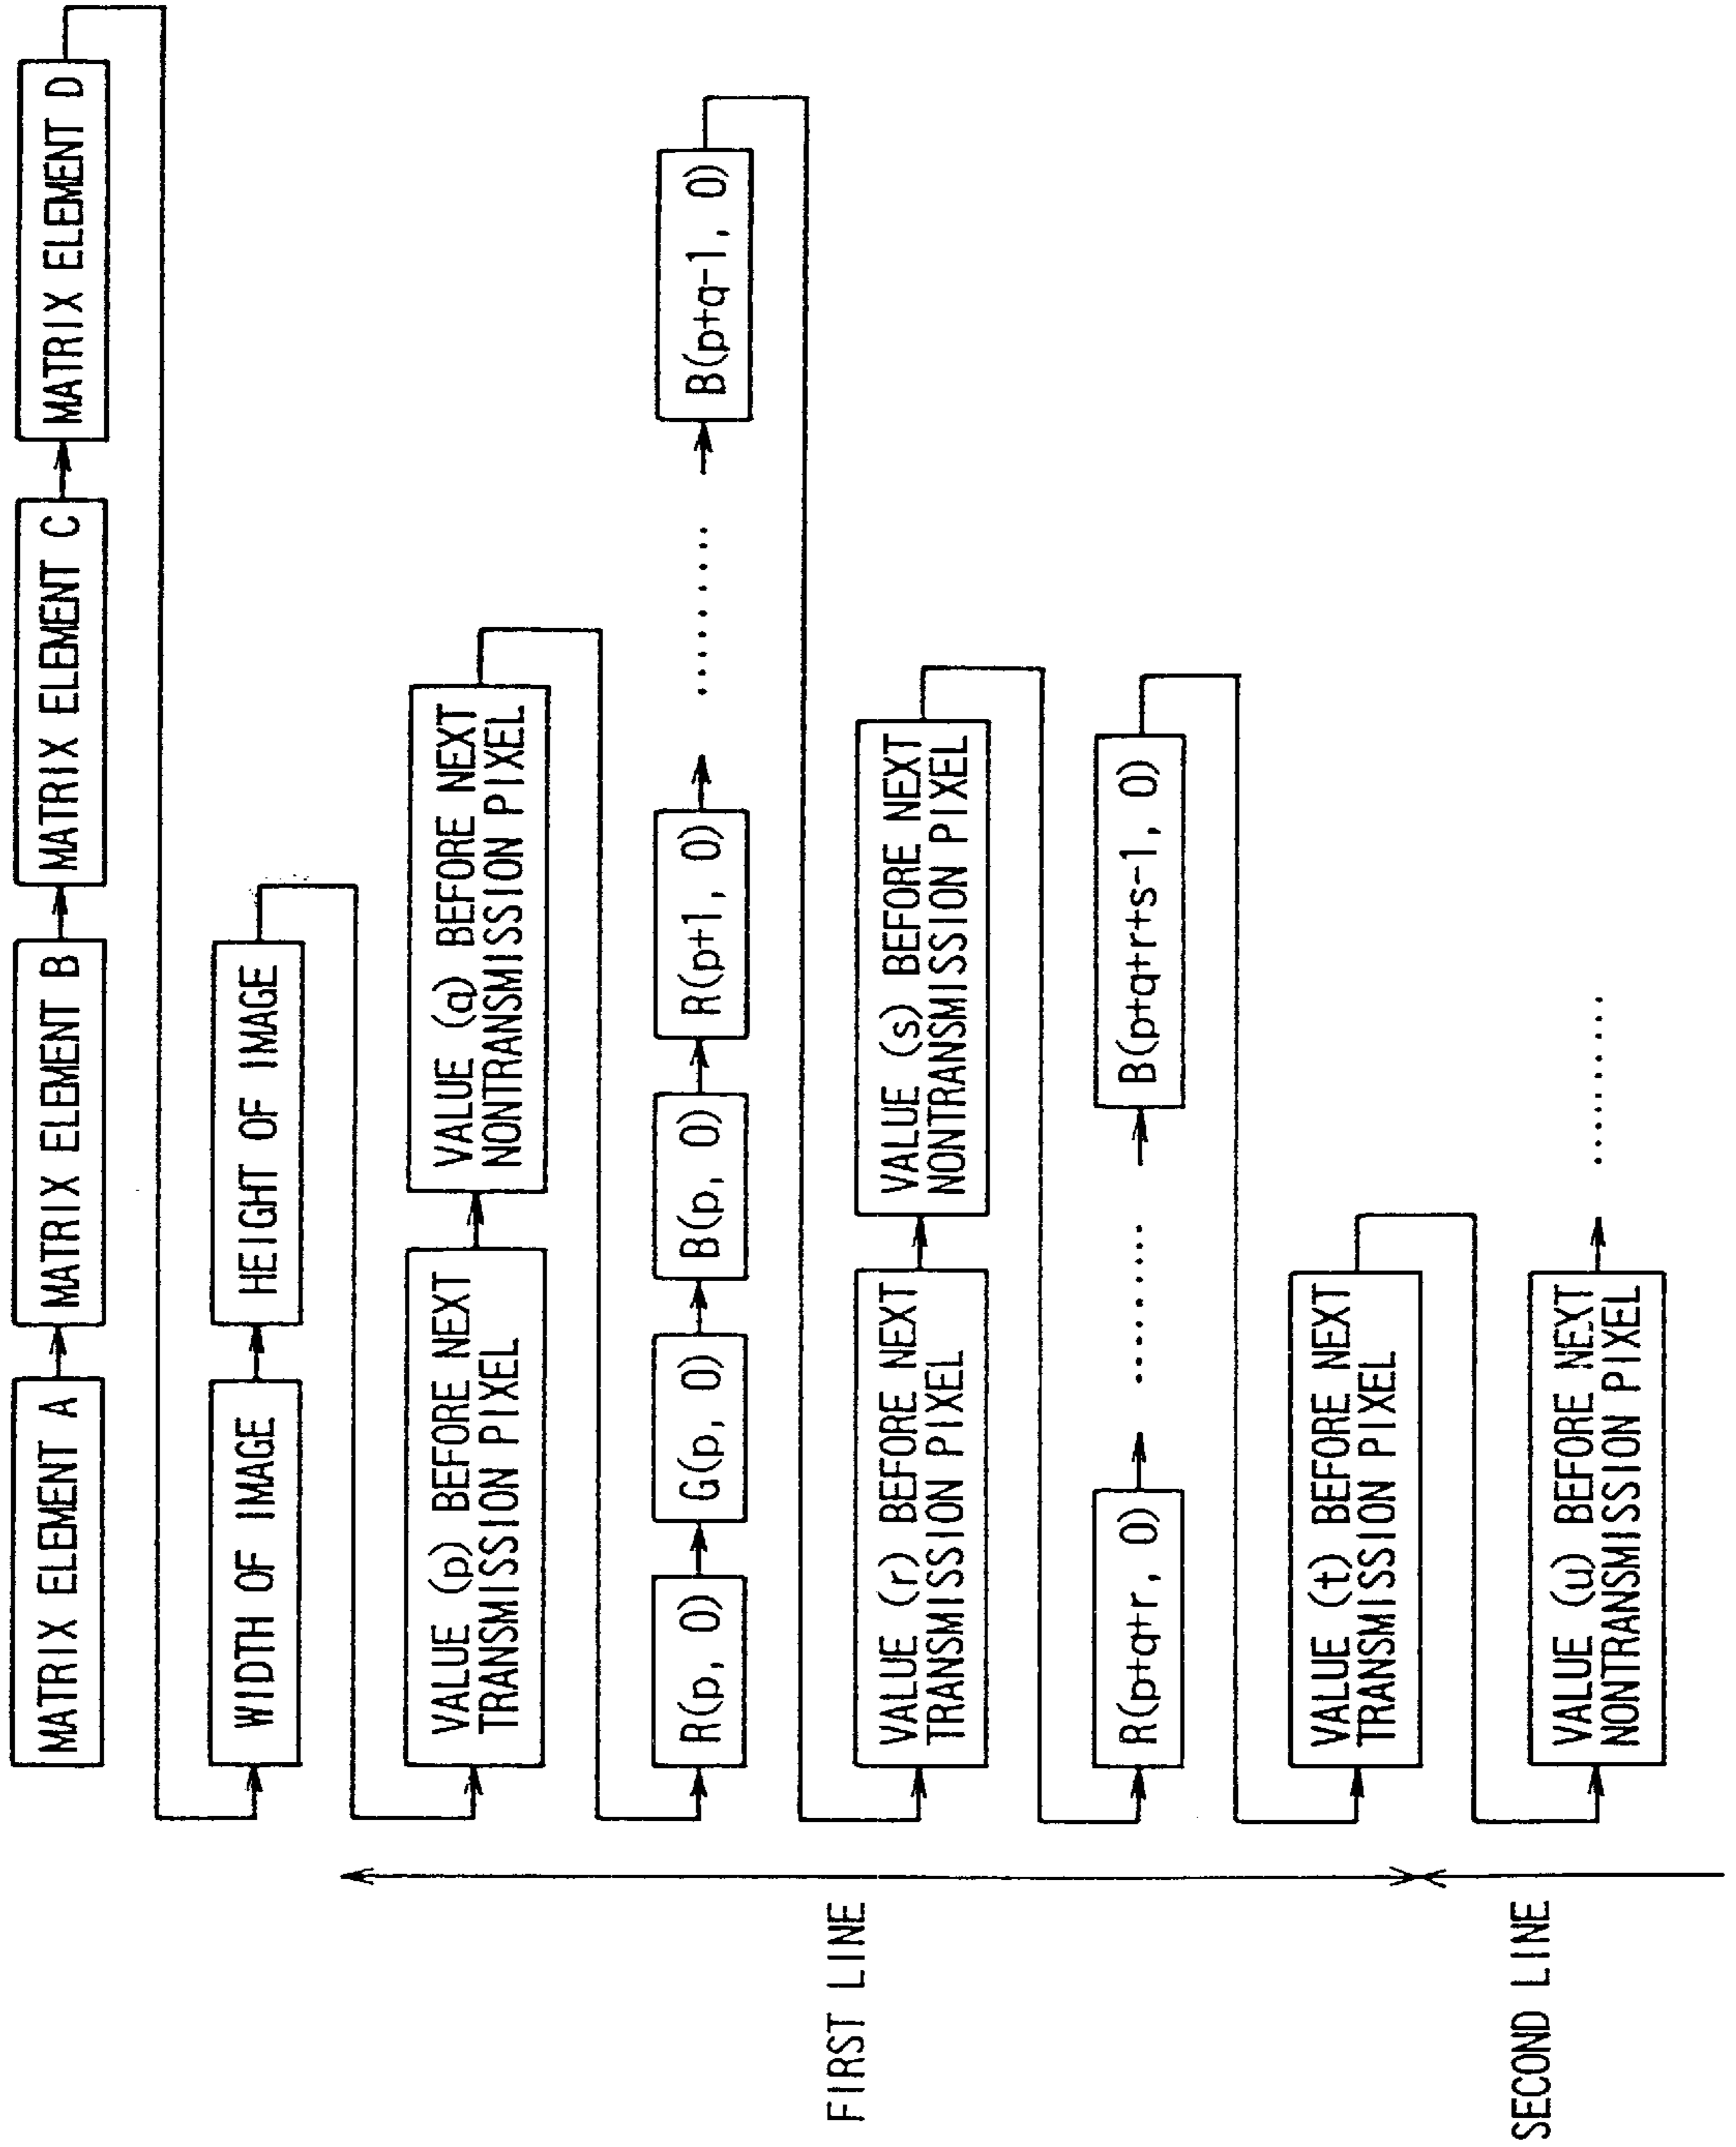 MATRIX ELEMENT A
MATRIX ELEMENT B
MATRIX ELEMENT C
MATRIX ELEMENT D
WIDTH OF IMAGE
HEIGHT OF IMAGE
FIRST LINE
VALUE (p) BEFORE NEXT
TRANSMISSION PIXEL
VALUE (q) BEFORE NEXT
NONTRANSMISSION PIXEL
R(p, 0)
G(p, 0)
B(p, 0)
R(p+1, 0)
.........
B(p+q-1, 0)
VALUE (r) BEFORE NEXT
TRANSMISSION PIXEL
VALUE (s) BEFORE NEXT
NONTRANSMISSION PIXEL
R(p+q+r, 0)
.........
B(p+q+r+s-1, 0)
VALUE (t) BEFORE NEXT
TRANSMISSION PIXEL
SECOND LINE
VALUE (u) BEFORE NEXT
NONTRANSMISSION PIXEL
.........